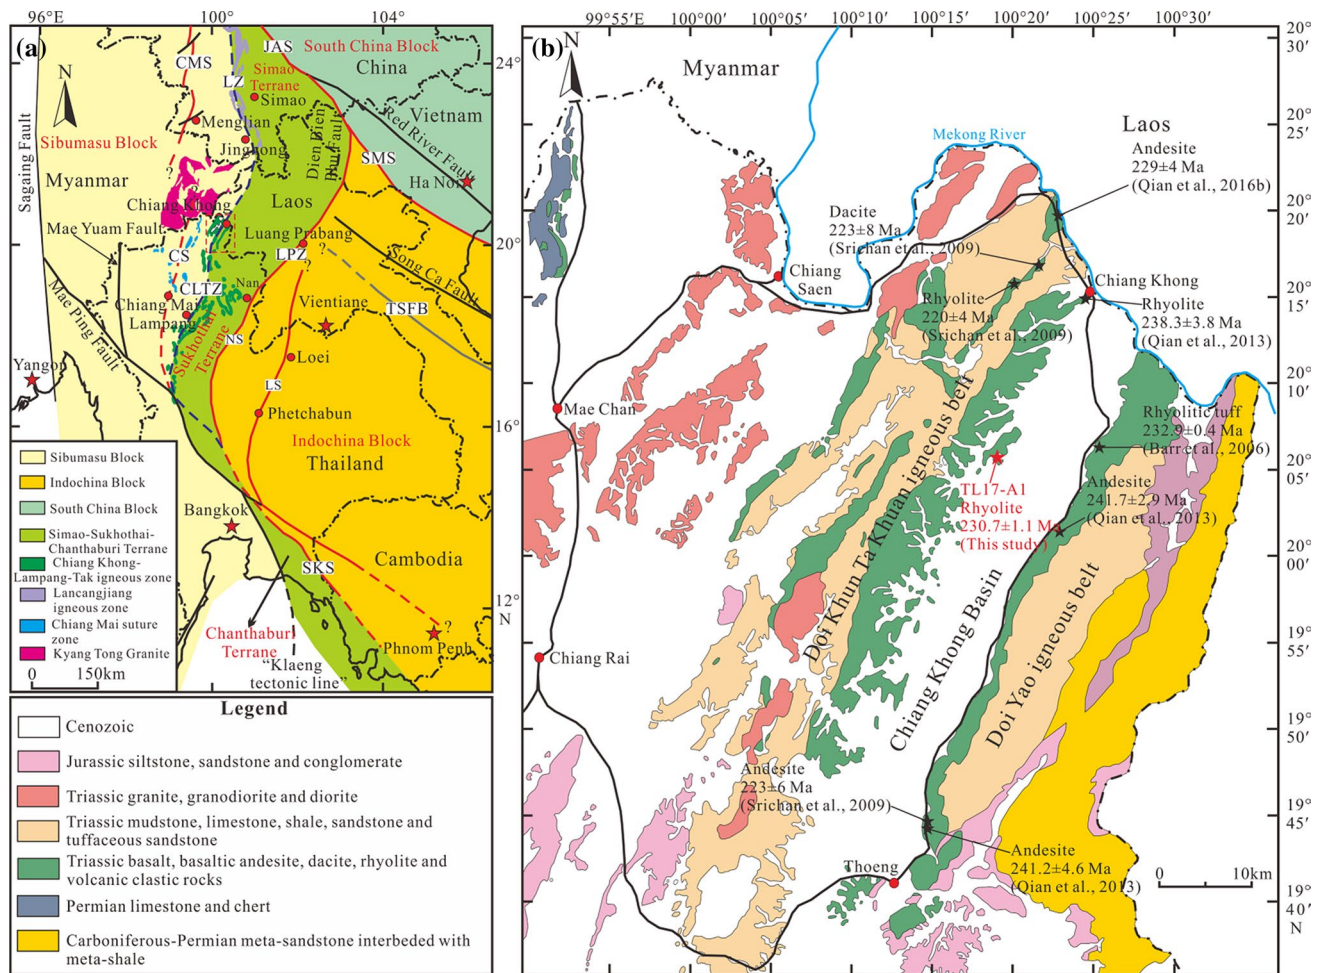 96°E
100°
104°
(a)
JAS
South China Block
CMS
China
24°
N
LZ
Simao
Terrane
Simao
Menglian
Vietnam
Sagaing Fault
Sibumasu Block
Jinghong
Dien Bien
Phu Fault
Red River Fault
SMS
?
Myanmar
Ha Noi
Chiang Khong
Laos
Mae Yuam Fault
Luang Prabang
?
20°
CS
LPZ
?
Song Ca Fault
CLTZ
Nan
Chiang Mai
Vientiane
TSFB
Lampang
Mae Ping Fault
Sukhothai
Terrane
NS
Yangon
Loei
LS
Phetchabun
16°
Indochina Block
Thailand
Sibumasu Block
Indochina Block
South China Block
Bangkok
Simao-Sukhothai-
Chanthaburi Terrane
Chiang Khong-
Lampang-Tak igneous zone
Cambodia
SKS
Lancangjiang
igneous zone
12°
N
Chiang Mai suture
zone
?
Chanthaburi
Terrane
Phnom Penh
Kyang Tong Granite
0 150km
“Klaeng
tectonic line”
Legend
Cenozoic
Jurassic siltstone, sandstone and conglomerate
Triassic granite, granodiorite and diorite
Triassic mudstone, limestone, shale, sandstone and
tuffaceous sandstone
Triassic basalt, basaltic andesite, dacite, rhyolite and
volcanic clastic rocks
Permian limestone and chert
Carboniferous-Permian meta-sandstone interbeded with
meta-shale
99°55′E
100°00′
100°05′
100°10′
100°15′
100°20′
100°25′
100°30′
(b)
N
20°
30′
Myanmar
20°
25′
Mekong River
Laos
Andesite
229±4 Ma
(Qian et al., 2016b)
20°
20′
Dacite
223±8 Ma
(Srichan et al., 2009)
Chiang
Saen
Chiang Khong
20°
15′
Rhyolite
220±4 Ma
(Srichan et al., 2009)
Rhyolite
238.3±3.8 Ma
(Qian et al., 2013)
20°
10′
Mae Chan
Rhyolitic tuff
232.9±0.4 Ma
(Barr et al., 2006)
20°
05′
TL17-A1
Rhyolite
230.7±1.1 Ma
(This study)
Andesite
241.7±2.9 Ma
(Qian et al., 2013)
Doi Khun Ta Khuan igneous belt
20°
00′
Chiang Khong Basin
Doi Yao igneous belt
19°
55′
Chiang Rai
19°
50′
Andesite
223±6 Ma
(Srichan et al., 2009)
19°
45′
Thoeng
Andesite
241.2±4.6 Ma
(Qian et al., 2013)
0 10km
19°
40′
N